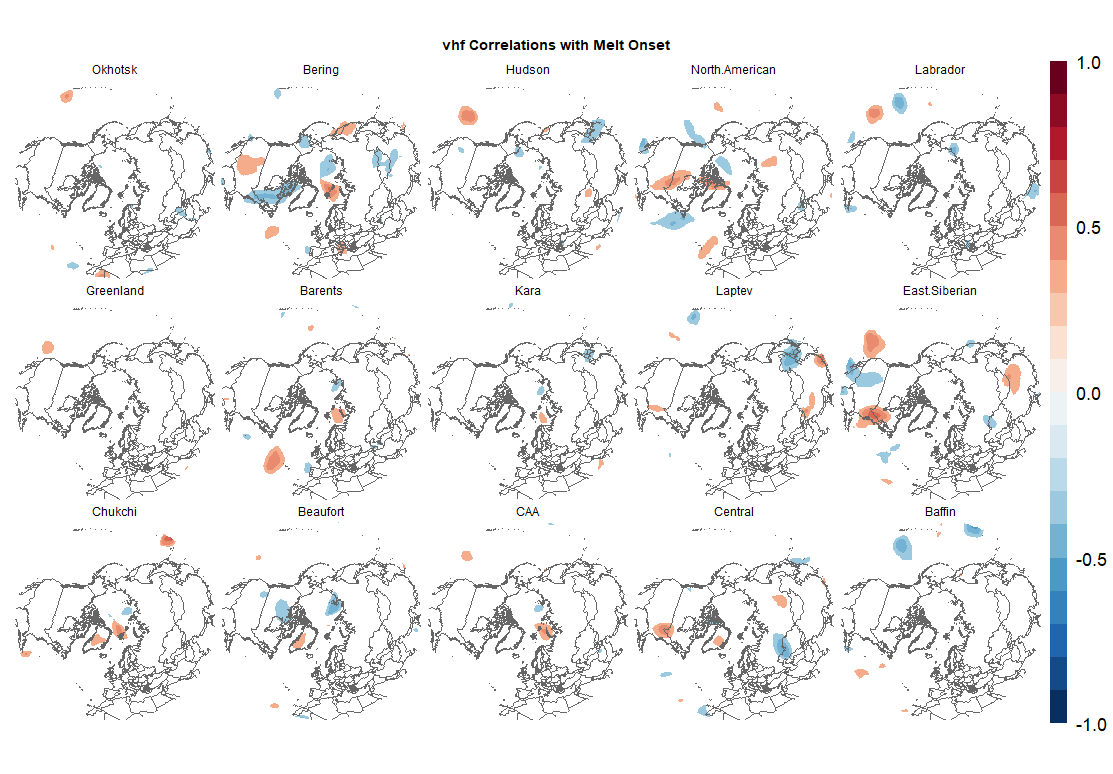 vhf Correlations with Melt Onset
Okhotsk Bering Hudson North.American Labrador
Greenland Barents Kara Laptev East.Siberian
Chukchi Beaufort CAA Central Baffin
1.0
0.5
0.0
-0.5
-1.0